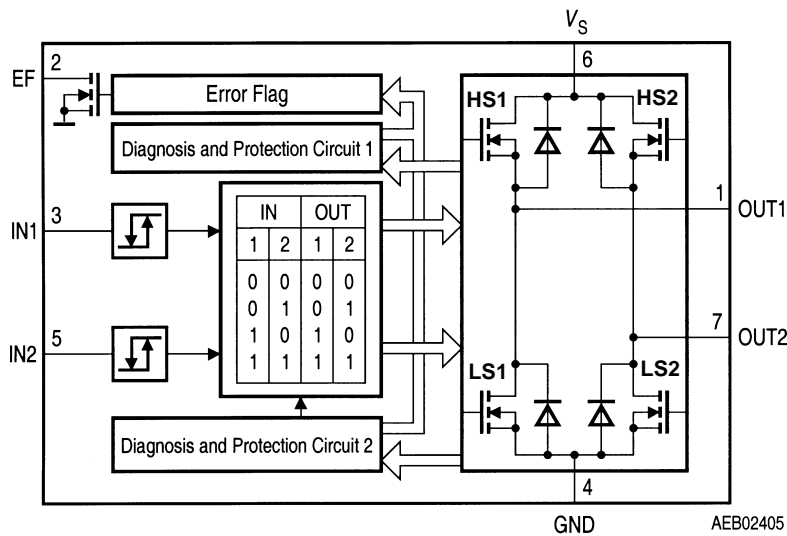 V_S
2
6
EF
Error Flag
HS1
HS2
Diagnosis and Protection Circuit 1
3
IN1
IN OUT
1 2 1 2
0 0 0 0
0 1 0 1
1 0 1 0
1 1 1 1
1
OUT1
5
IN2
7
OUT2
LS1
LS2
Diagnosis and Protection Circuit 2
4
GND
AEB02405